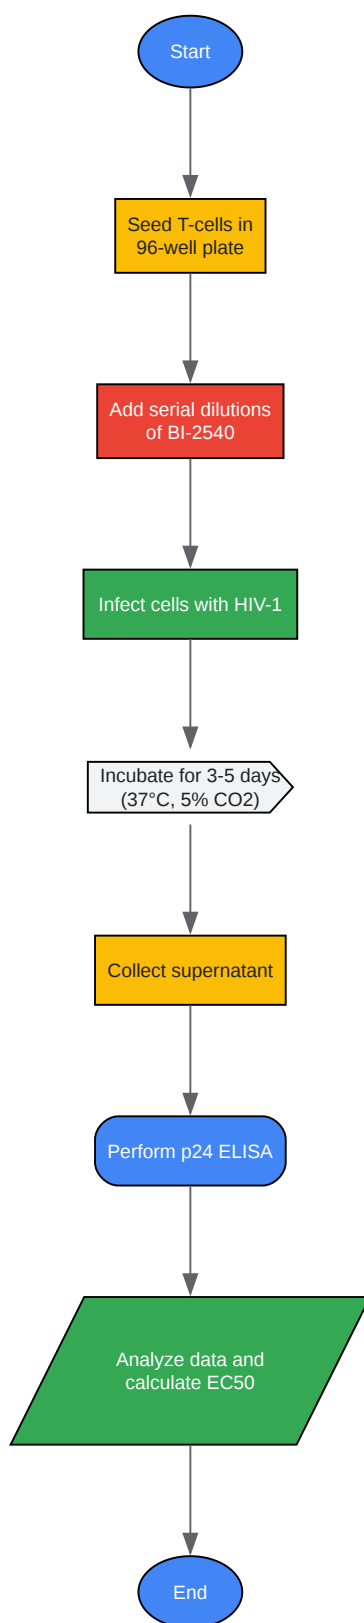 Start
Seed T-cells in
96-well plate
Add serial dilutions
of BI-2540
Infect cells with HIV-1
Incubate for 3-5 days
(37°C, 5% CO2)
Collect supernatant
Perform p24 ELISA
Analyze data and
calculate EC50
End